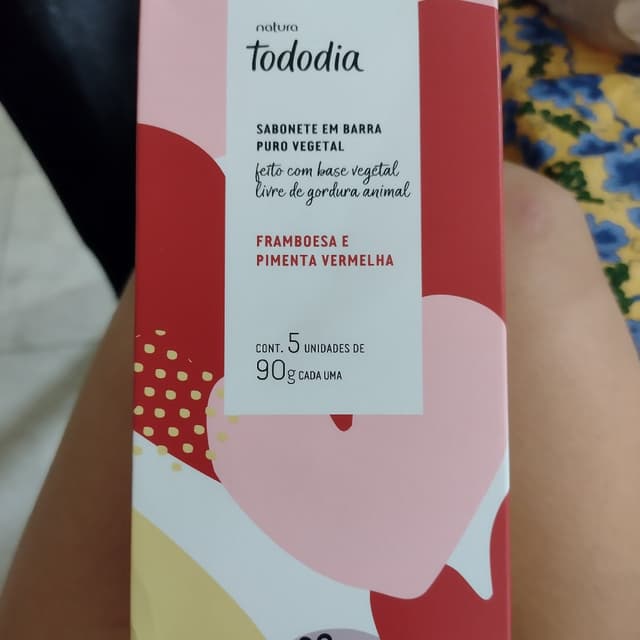 natura
Tododia
SABONETE EM BARRA
PURO VEGETAL
feito com base vegetal
livre de gordura animal
FRAMBOESA E
PIMENTA VERMELHA
CONT. 5 UNIDADES DE
90g CADA UMA